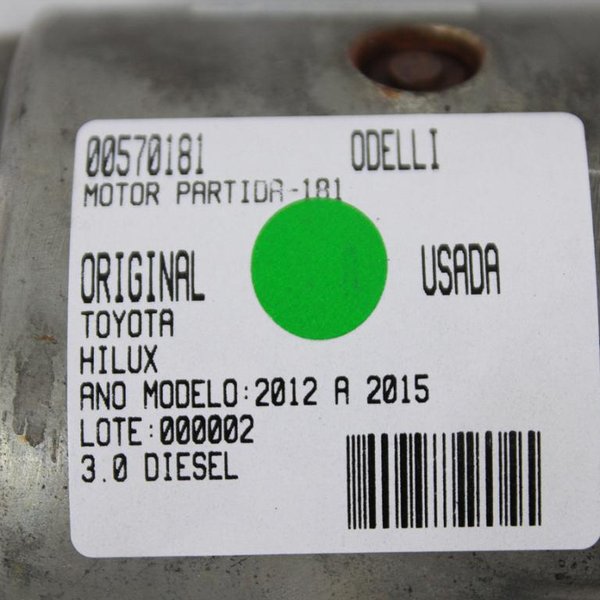 00570181 ODELLI
MOTOR PARTIDA-181
ORIGINAL USADA
TOYOTA
HILUX
ANO MODELO:2012 A 2015
LOTE:000002
3.0 DIESEL